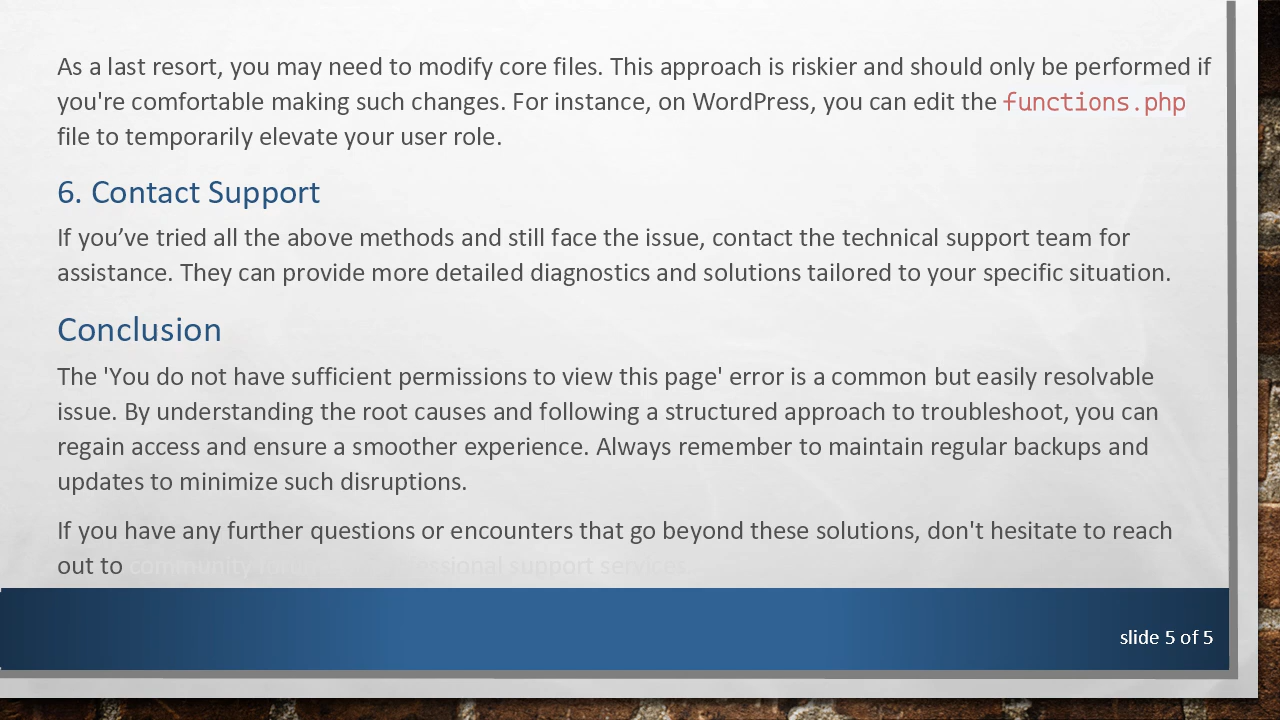 As a last resort, you may need to modify core files. This approach is riskier and should only be performed if
you're comfortable making such changes. For instance, on WordPress, you can edit the functions.php
file to temporarily elevate your user role.
6. Contact Support
If you’ve tried all the above methods and still face the issue, contact the technical support team for
assistance. They can provide more detailed diagnostics and solutions tailored to your specific situation.
Conclusion
The 'You do not have sufficient permissions to view this page' error is a common but easily resolvable
issue. By understanding the root causes and following a structured approach to troubleshoot, you can
regain access and ensure a smoother experience. Always remember to maintain regular backups and
updates to minimize such disruptions.
If you have any further questions or encounters that go beyond these solutions, don't hesitate to reach
out to community support services
slide 5 of 5